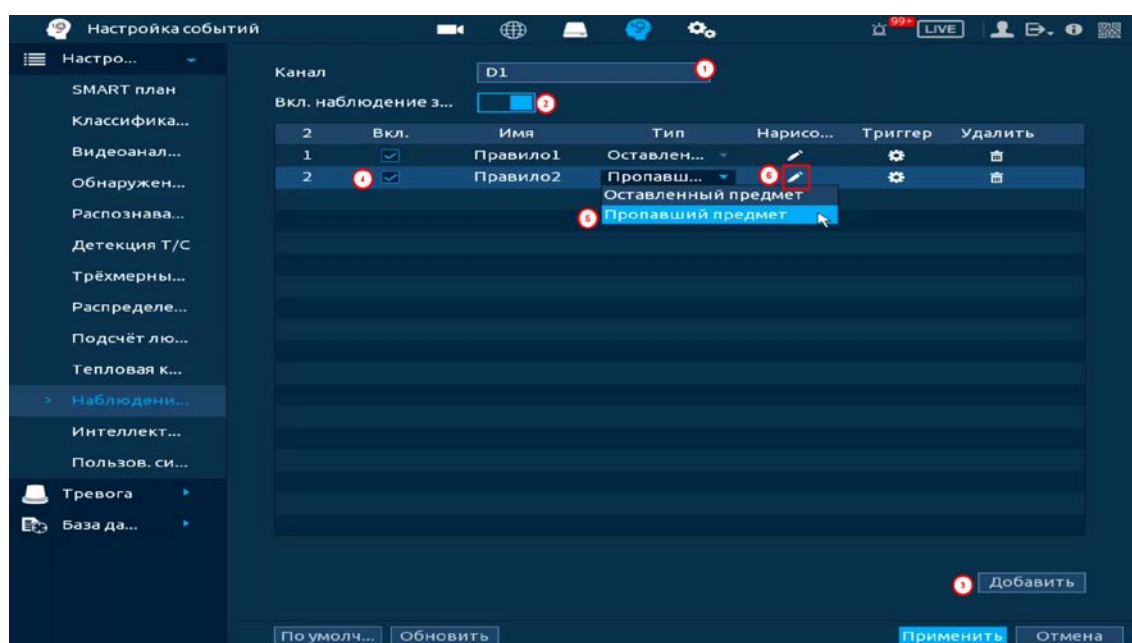 Настройка событий 99+ LIVE
Настро...
SMART план
Классифика...
Видеоанал...
Обнаружен...
Распознава...
Детекция Т/С
Трёхмерны...
Распределе...
Подсчёт лю...
Тепловая к...
> Наблюдени...
Интеллект...
Пользов. си...
Тревога
База да...
Канал D1 1
Вкл. наблюдение з... 2
2 Вкл. Имя Тип Нарисо... Триггер Удалить
1 Правило1 Оставлен...
2 4 Правило2 Пропавш... 6
Оставленный предмет
5 Пропавший предмет
3 Добавить
По умолч... Обновить Применить Отмена